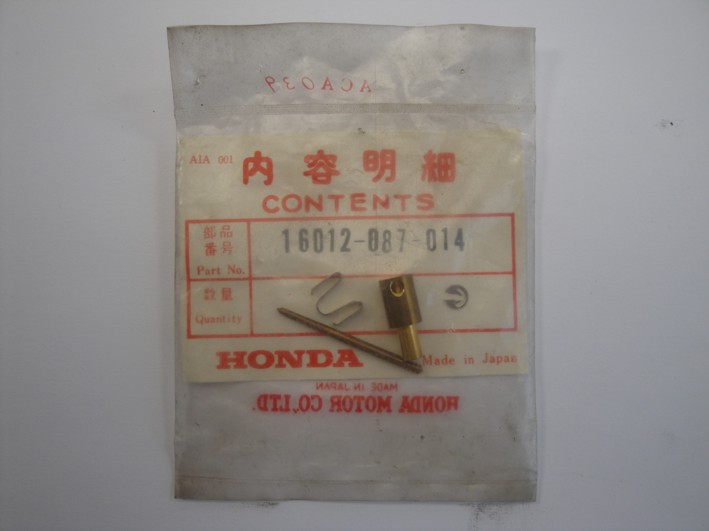 ACA039
AIA 001
内容明細
CONTENTS
部品
番号
Part No.
16012-087-014
数量
Quantity
HONDA
Made in Japan
MADE IN JAPAN
HONDA MOTOR CO.,LTD.